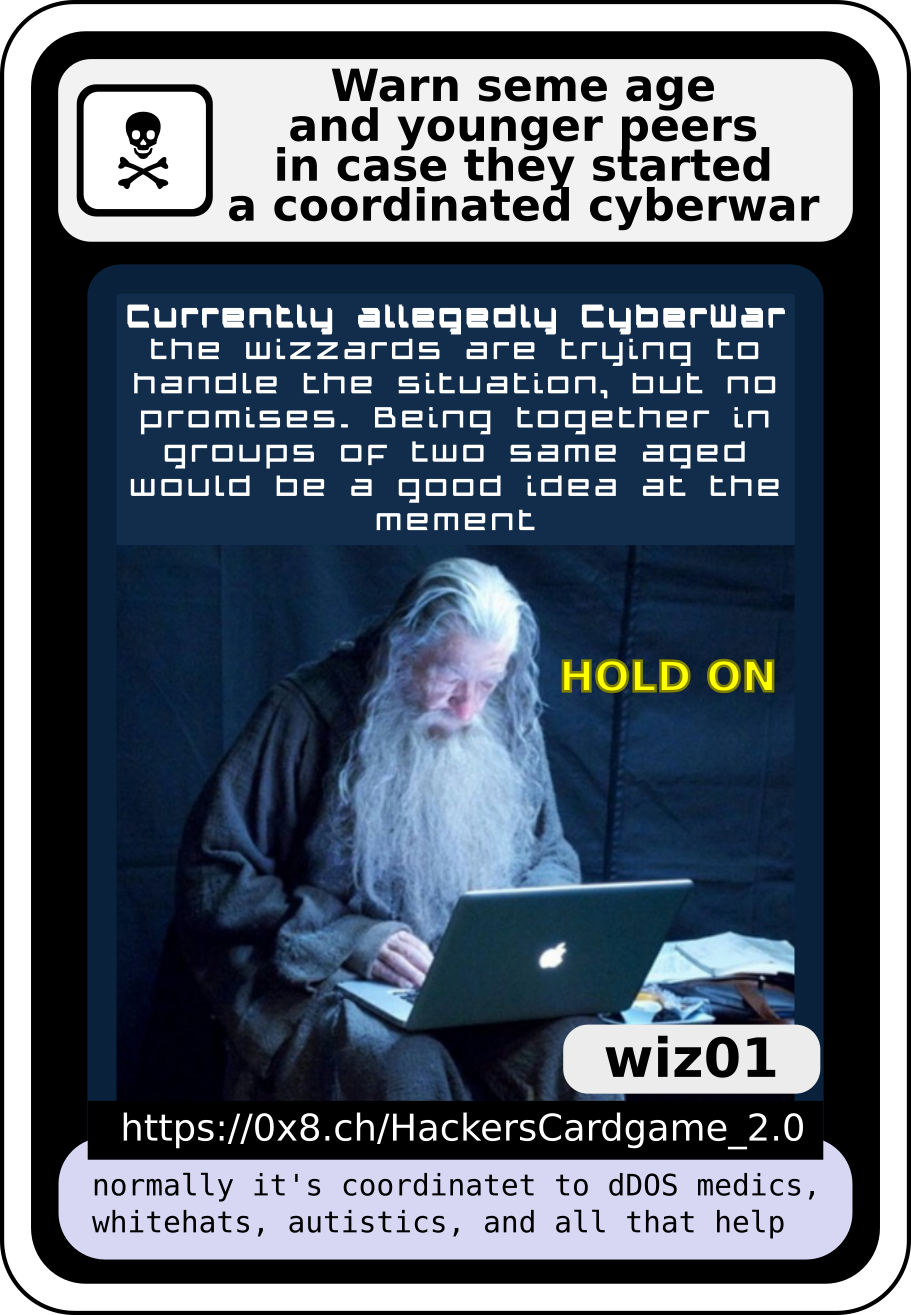 Warn seme age
and younger peers
in case they started
a coordinated cyberwar
Currently allegedly CyberWar
the wizzards are trying to
handle the situation, but no
promises. Being together in
groups of two same aged
would be a good idea at the
mement
HOLD ON
wiz01
https://0x8.ch/HackersCardgame_2.0
normally it's coordinatet to dDOS medics,
whitehats, autistics, and all that help